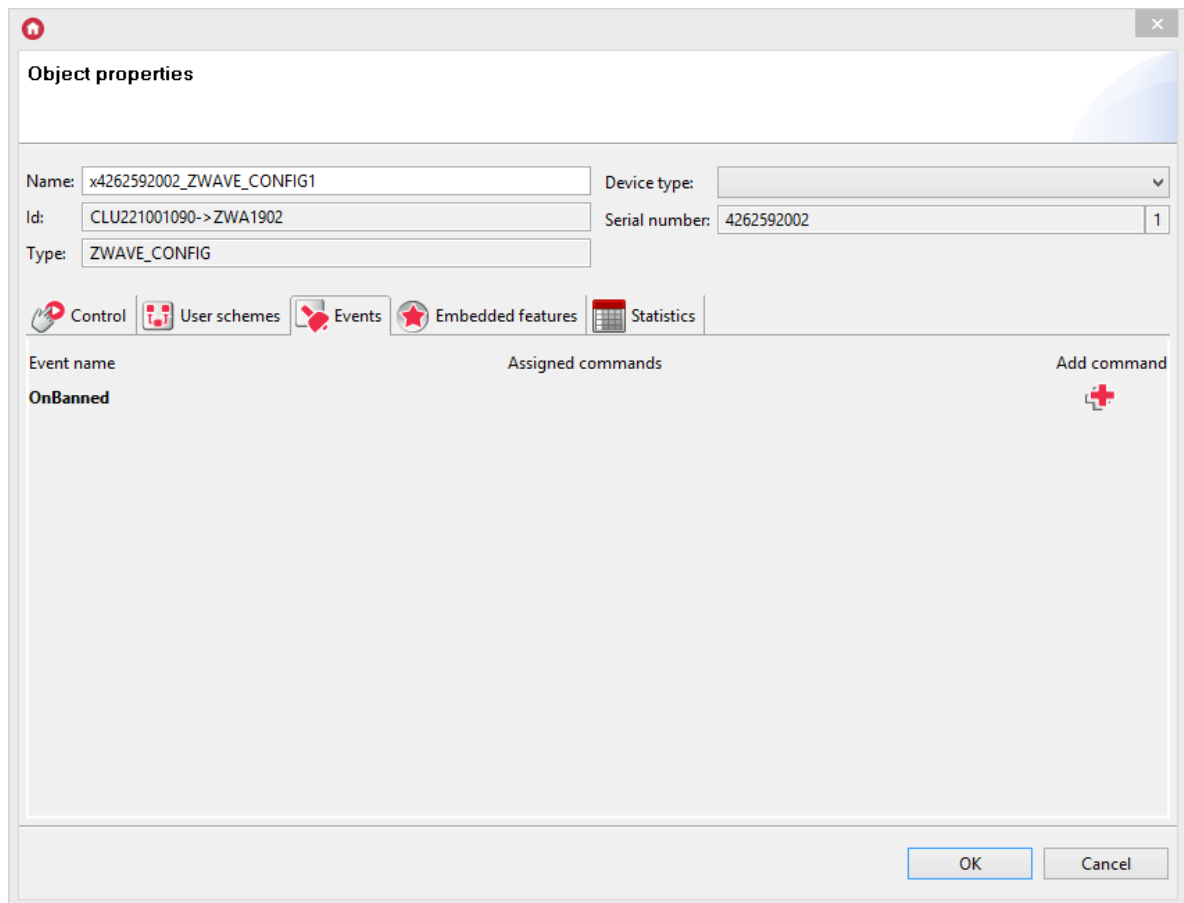 Object properties
Name: x4262592002_ZWAVE_CONFIG1
Device type:
Id: CLU221001090->ZWA1902
Serial number: 4262592002 1
Type: ZWAVE_CONFIG
Control User schemes Events Embedded features Statistics
Event name Assigned commands Add command
OnBanned
OK Cancel